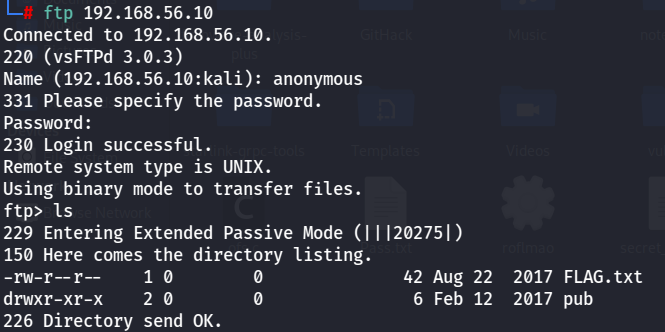 # ftp 192.168.56.10
Connected to 192.168.56.10.
220 (vsFTPd 3.0.3)
Name (192.168.56.10:kali): anonymous
331 Please specify the password.
Password:
230 Login successful.
Remote system type is UNIX.
Using binary mode to transfer files.
ftp> ls
229 Entering Extended Passive Mode (|||20275|)
150 Here comes the directory listing.
-rw-r--r--    1 0        0              42 Aug 22  2017 FLAG.txt
drwxr-xr-x    2 0        0               6 Feb 12  2017 pub
226 Directory send OK.
GitHack
Music
Templates
Videos